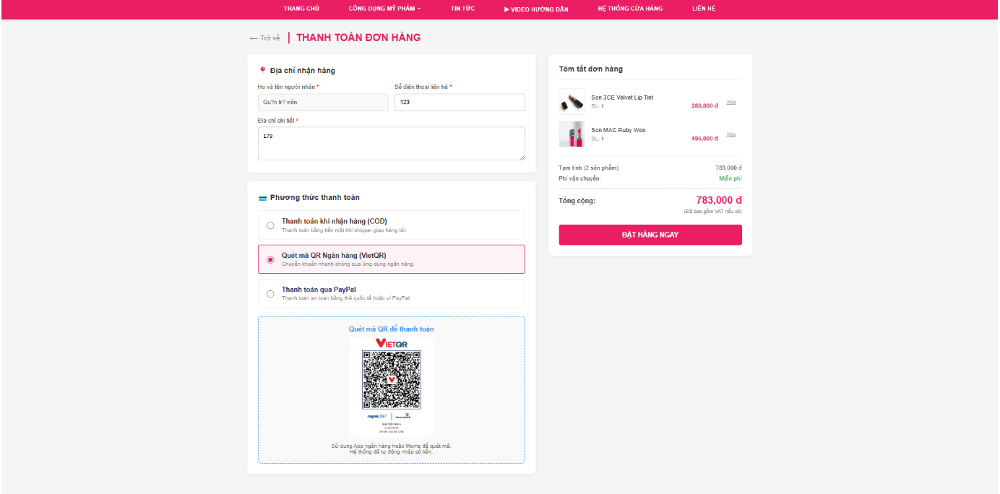 TRANG CHỦ
CÔNG DỤNG MỸ PHẨM
TIN TỨC
▶ VIDEO HƯỚNG DẪN
HỆ THỐNG CỬA HÀNG
LIÊN HỆ
← Trở về
THANH TOÁN ĐƠN HÀNG
Địa chỉ nhận hàng
Họ và tên người nhận *
Số điện thoại liên hệ *
Qu?n tr? viên
123
Địa chỉ chi tiết *
179
Phương thức thanh toán
Thanh toán khi nhận hàng (COD)
Thanh toán bằng tiền mặt khi shipper giao hàng tới.
Quét mã QR Ngân hàng (VietQR)
Chuyển khoản nhanh chóng qua ứng dụng ngân hàng.
Thanh toán qua PayPal
Thanh toán an toàn bằng thẻ quốc tế hoặc ví PayPal.
Quét mã QR để thanh toán
VIETQR
napas 247
Vietcombank
Sử dụng App ngân hàng hoặc Momo để quét mã.
Hệ thống đã tự động nhập số tiền.
Tóm tắt đơn hàng
Son 3CE Velvet Lip Tint
SL: 1
288,000 đ
Xóa
Son MAC Ruby Woo
SL: 1
495,000 đ
Xóa
Tạm tính (2 sản phẩm):
783,000 đ
Phí vận chuyển:
Miễn phí
Tổng cộng:
783,000 đ
(Đã bao gồm VAT nếu có)
ĐẶT HÀNG NGAY